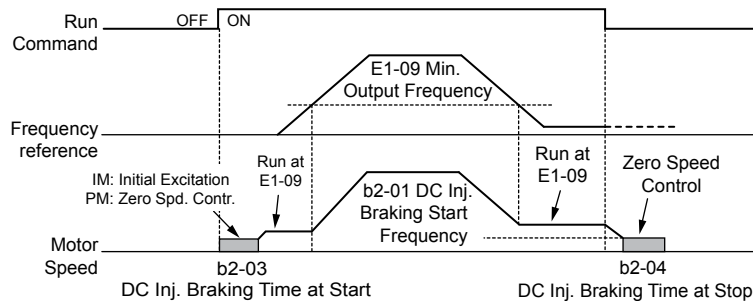 Run
Command
OFF
ON
E1-09 Min.
Output Frequency
Frequency
reference
IM: Initial Excitation
PM: Zero Spd. Contr.
Run at
E1-09
b2-01 DC Inj.
Braking Start
Frequency
Run at
E1-09
Zero Speed
Control
Motor
Speed
b2-03
DC Inj. Braking Time at Start
b2-04
DC Inj. Braking Time at Stop